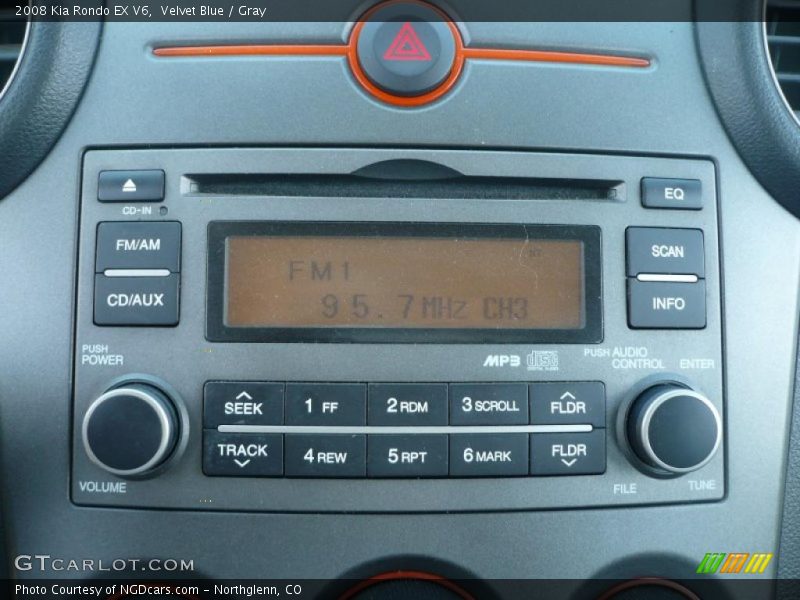 2008 Kia Rondo EX V6,  Velvet Blue / Gray
CD-IN
EQ
FM/AM
SCAN
CD/AUX
INFO
FM1
95.7MHz CH3
PUSH POWER
MP3
PUSH AUDIO CONTROL
ENTER
SEEK
1 FF
2 RDM
3 SCROLL
FLDR
TRACK
4 REW
5 RPT
6 MARK
FLDR
VOLUME
FILE
TUNE
GTCARLOT.COM
Photo Courtesy of NGDcars.com – Northglenn, CO